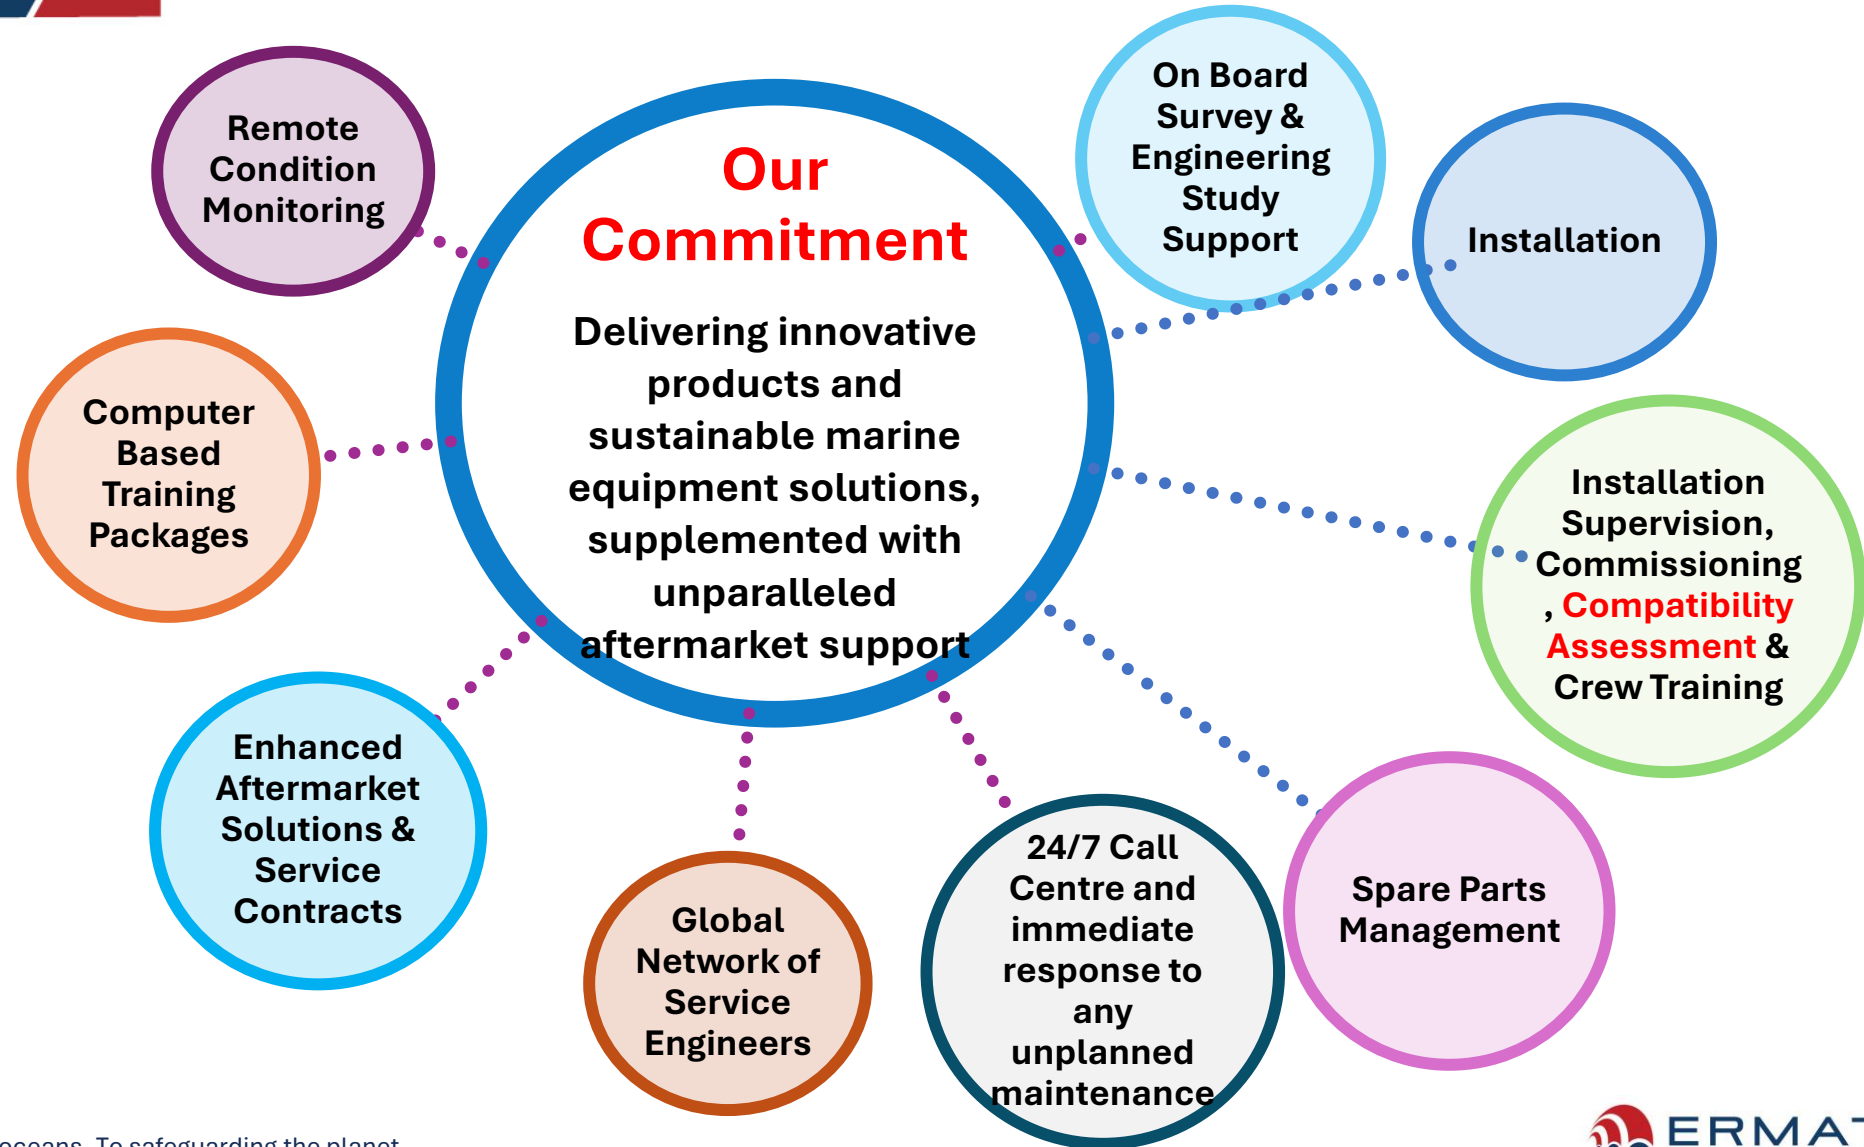 Our
Commitment
Delivering innovative
products and
sustainable marine
equipment solutions,
supplemented with
unparalleled
aftermarket support
Remote
Condition
Monitoring
On Board
Survey &
Engineering
Study
Support
Installation
Computer
Based
Training
Packages
Installation
Supervision,
Commissioning
, Compatibility
Assessment &
Crew Training
Enhanced
Aftermarket
Solutions &
Service
Contracts
Global
Network of
Service
Engineers
24/7 Call
Centre and
immediate
response to
any
unplanned
maintenance
Spare Parts
Management
oceans. To safeguarding the planet
ERMA